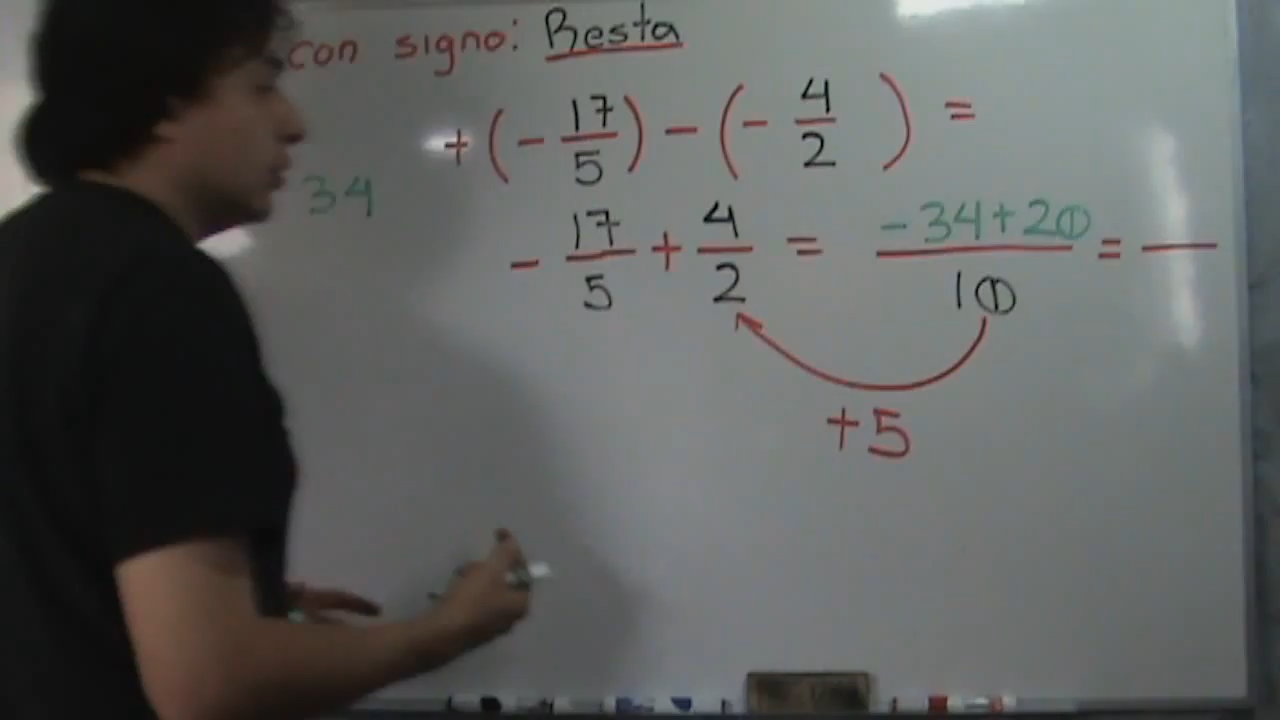 con signo: Resta
+(-17/5)-(-4/2)=
34
-17/5+4/2=-34+20/10=
+5